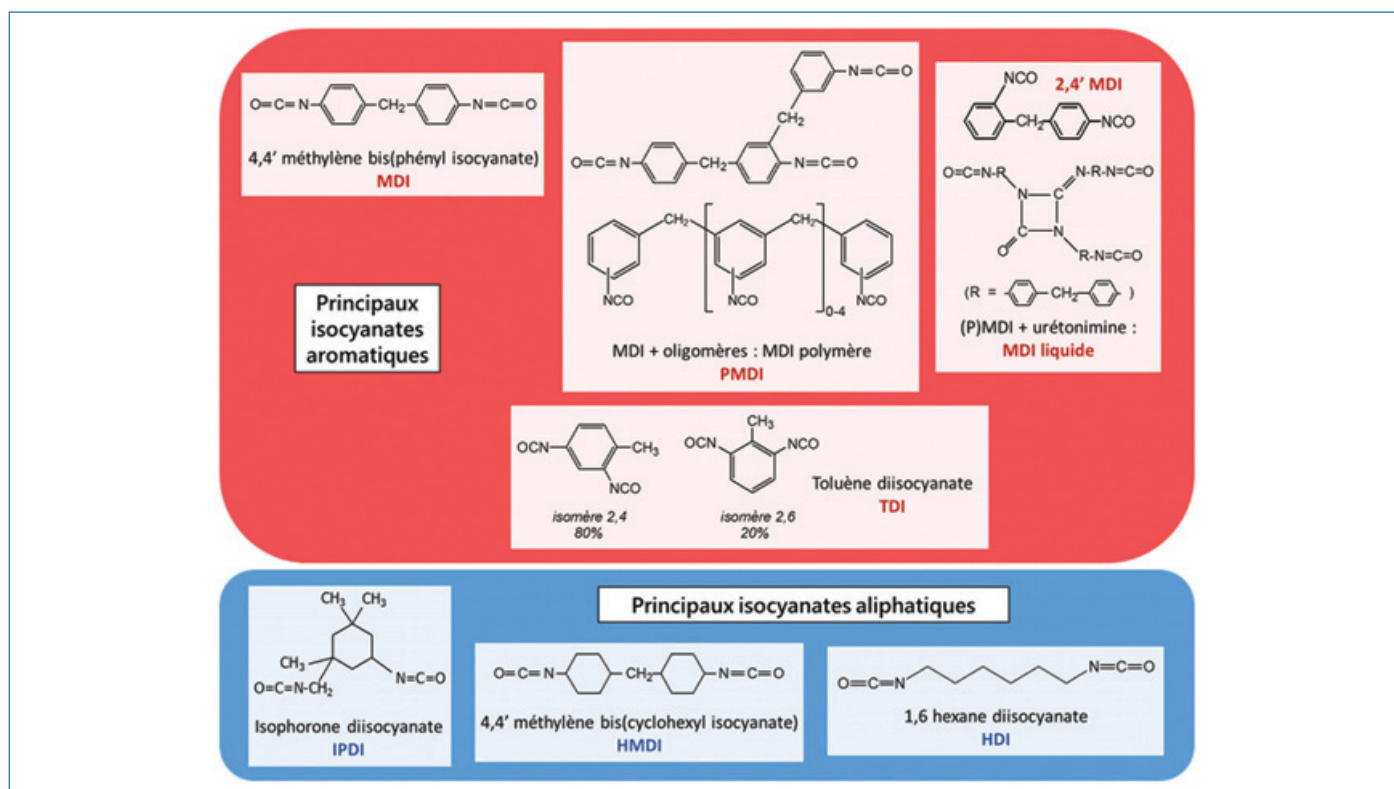 Principaux
isocyanates
aromatiques
O=C=N CH₂ N=C=O
4,4’ méthylène bis(phényl isocyanate)
MDI
N=C=O
CH₂
O=C=N CH₂ N=C=O
CH₂ CH₂
NCO NCO NCO
0-4
MDI + oligomères : MDI polymère
PMDI
NCO
2,4’ MDI
CH₂ NCO
O=C=N-R N-R-N=C=O
N C
C N
O
R-N=C=O
(R = CH₂ )
(P)MDI + urétonimine :
MDI liquide
OCN CH₃
NCO
isomère 2,4
80%
CH₃
OCN NCO
isomère 2,6
20%
Toluène diisocyanate
TDI
Principaux isocyanates aliphatiques
CH₃ CH₃
CH₃
O=C=N-CH₂ N=C=O
Isophorone diisocyanate
IPDI
O=C=N CH₂ N=C=O
4,4’ méthylène bis(cyclohexyl isocyanate)
HMDI
O=C=N N=C=O
1,6 hexane diisocyanate
HDI